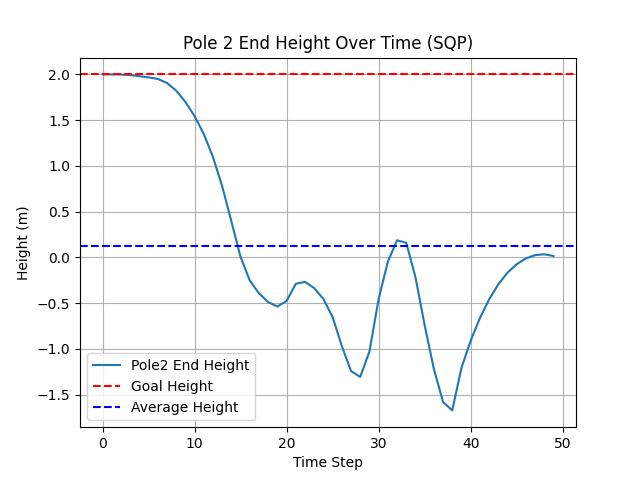 Pole 2 End Height Over Time (SQP)
2.0
1.5
1.0
0.5
0.0
−0.5
−1.0
−1.5
Height (m)
Pole2 End Height
Goal Height
Average Height
0 10 20 30 40 50
Time Step